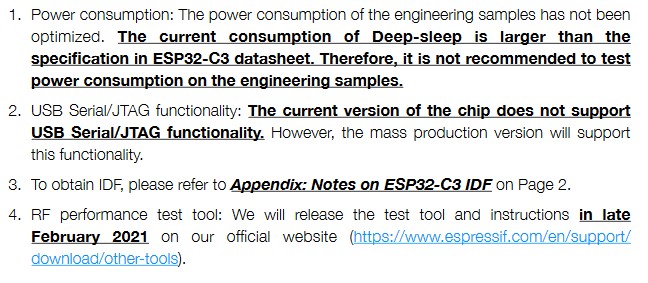 1. Power consumption: The power consumption of the engineering samples has not been
optimized. The current consumption of Deep-sleep is larger than the
specification in ESP32-C3 datasheet. Therefore, it is not recommended to test
power consumption on the engineering samples.
2. USB Serial/JTAG functionality: The current version of the chip does not support
USB Serial/JTAG functionality. However, the mass production version will support
this functionality.
3. To obtain IDF, please refer to Appendix: Notes on ESP32-C3 IDF on Page 2.
4. RF performance test tool: We will release the test tool and instructions in late
February 2021 on our official website (https://www.espressif.com/en/support/
download/other-tools).